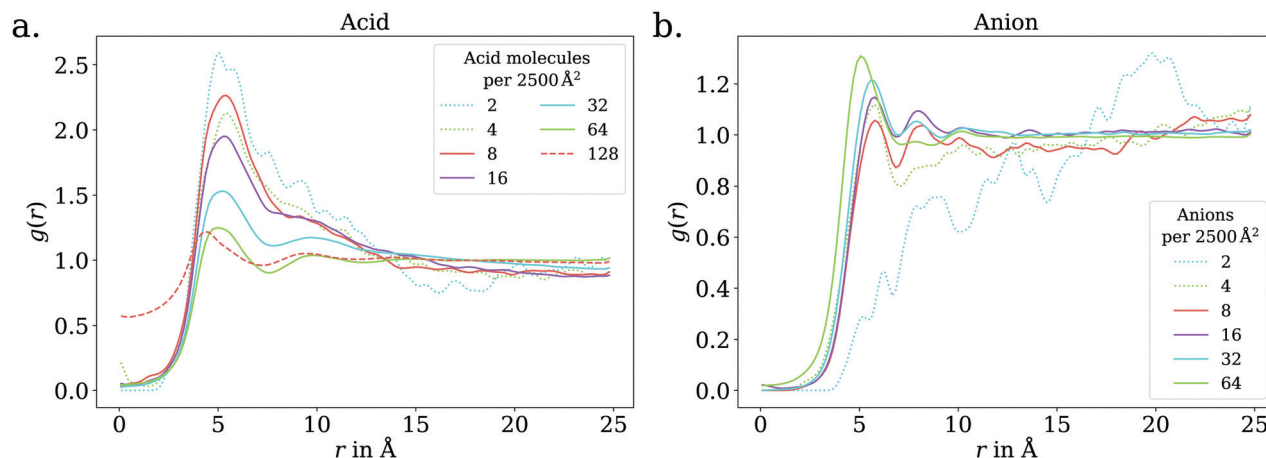 a.
Acid
g(r)
2.5
2.0
1.5
1.0
0.5
0.0
Acid molecules
per 2500 Å²
2
4
8
16
32
64
128
0 5 10 15 20 25
r in Å
b.
Anion
g(r)
1.2
1.0
0.8
0.6
0.4
0.2
0.0
Anions
per 2500 Å²
2
4
8
16
32
64
0 5 10 15 20 25
r in Å